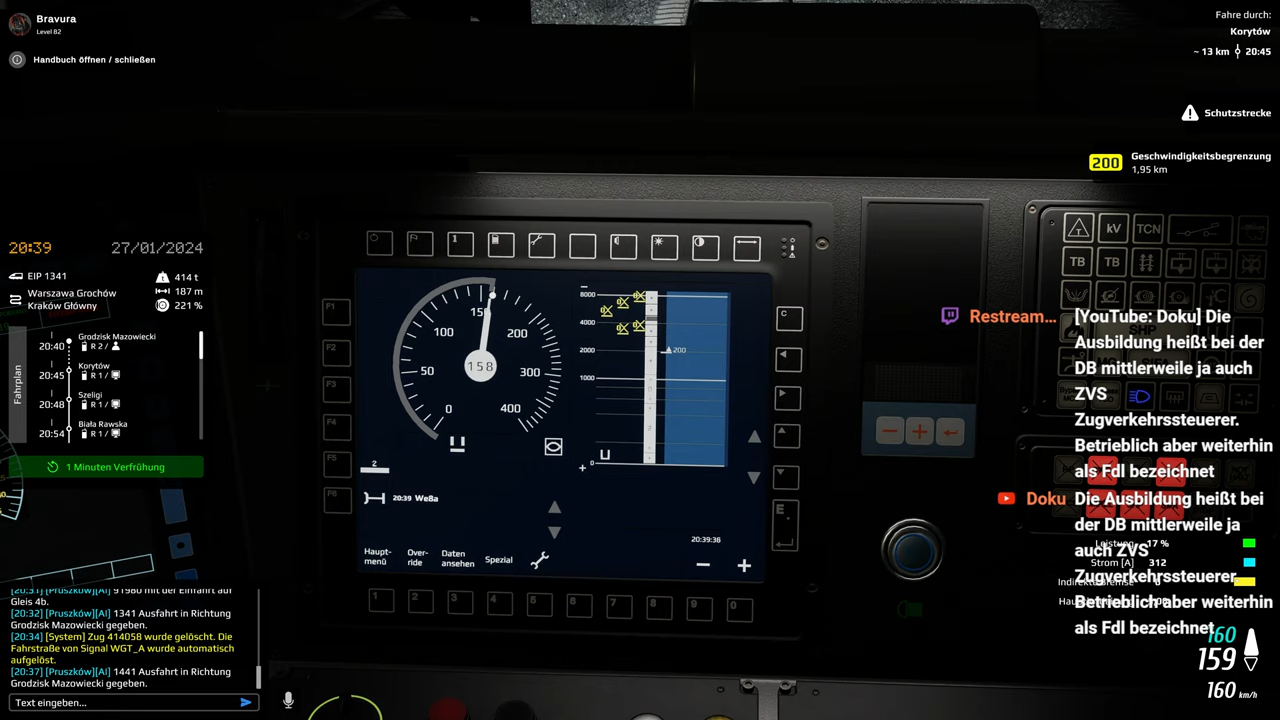 Bravura
Level 82
Handbuch öffnen / schließen
Fahre durch:
Korytów
~ 13 km 20:45
Schutzstrecke
200
Geschwindigkeitsbegrenzung
1,95 km
20:39 27/01/2024
EIP 1341
414 t
Warszawa Grochów
Kraków Główny
187 m
221 %
Fahrplan
Grodzisk Mazowiecki
20:40 R 2 /
Korytów
20:45 R 1 /
Szeligi
20:48 R 1 /
Biała Rawska
20:54 R 1 /
1 Minuten Verfrühung
[20:32] [Pruszków][AI] 1341 Ausfahrt in Richtung
Grodzisk Mazowiecki gegeben.
[20:34] [System] Zug 414058 wurde gelöscht. Die
Fahrstraße von Signal WGT_A wurde automatisch
aufgelöst.
[20:37] [Pruszków][AI] 1441 Ausfahrt in Richtung
Grodzisk Mazowiecki gegeben.
Text eingeben...
F1
F2
F3
F4
F5
F6
0
50
100
150
200
300
400
158
8000
4000
2000
1000
0
200
2
20:39 We8a
20:39:36
Haupt-
menü
Over-
ride
Daten
ansehen
Spezial
1 2 3 4 5 6 7 8 9 0
C
E
kV
TCN
TB
TB
Restream...
[YouTube: Doku] Die
Ausbildung heißt bei der
DB mittlerweile ja auch
ZVS
Zugverkehrssteuerer.
Betrieblich aber weiterhin
als Fdl bezeichnet
Doku
Die Ausbildung heißt bei
der DB mittlerweile ja
auch ZVS
Zugverkehrssteuerer.
Betrieblich aber weiterhin
als Fdl bezeichnet
Leistung 17 %
Strom [A] 312
160
159
160 km/h